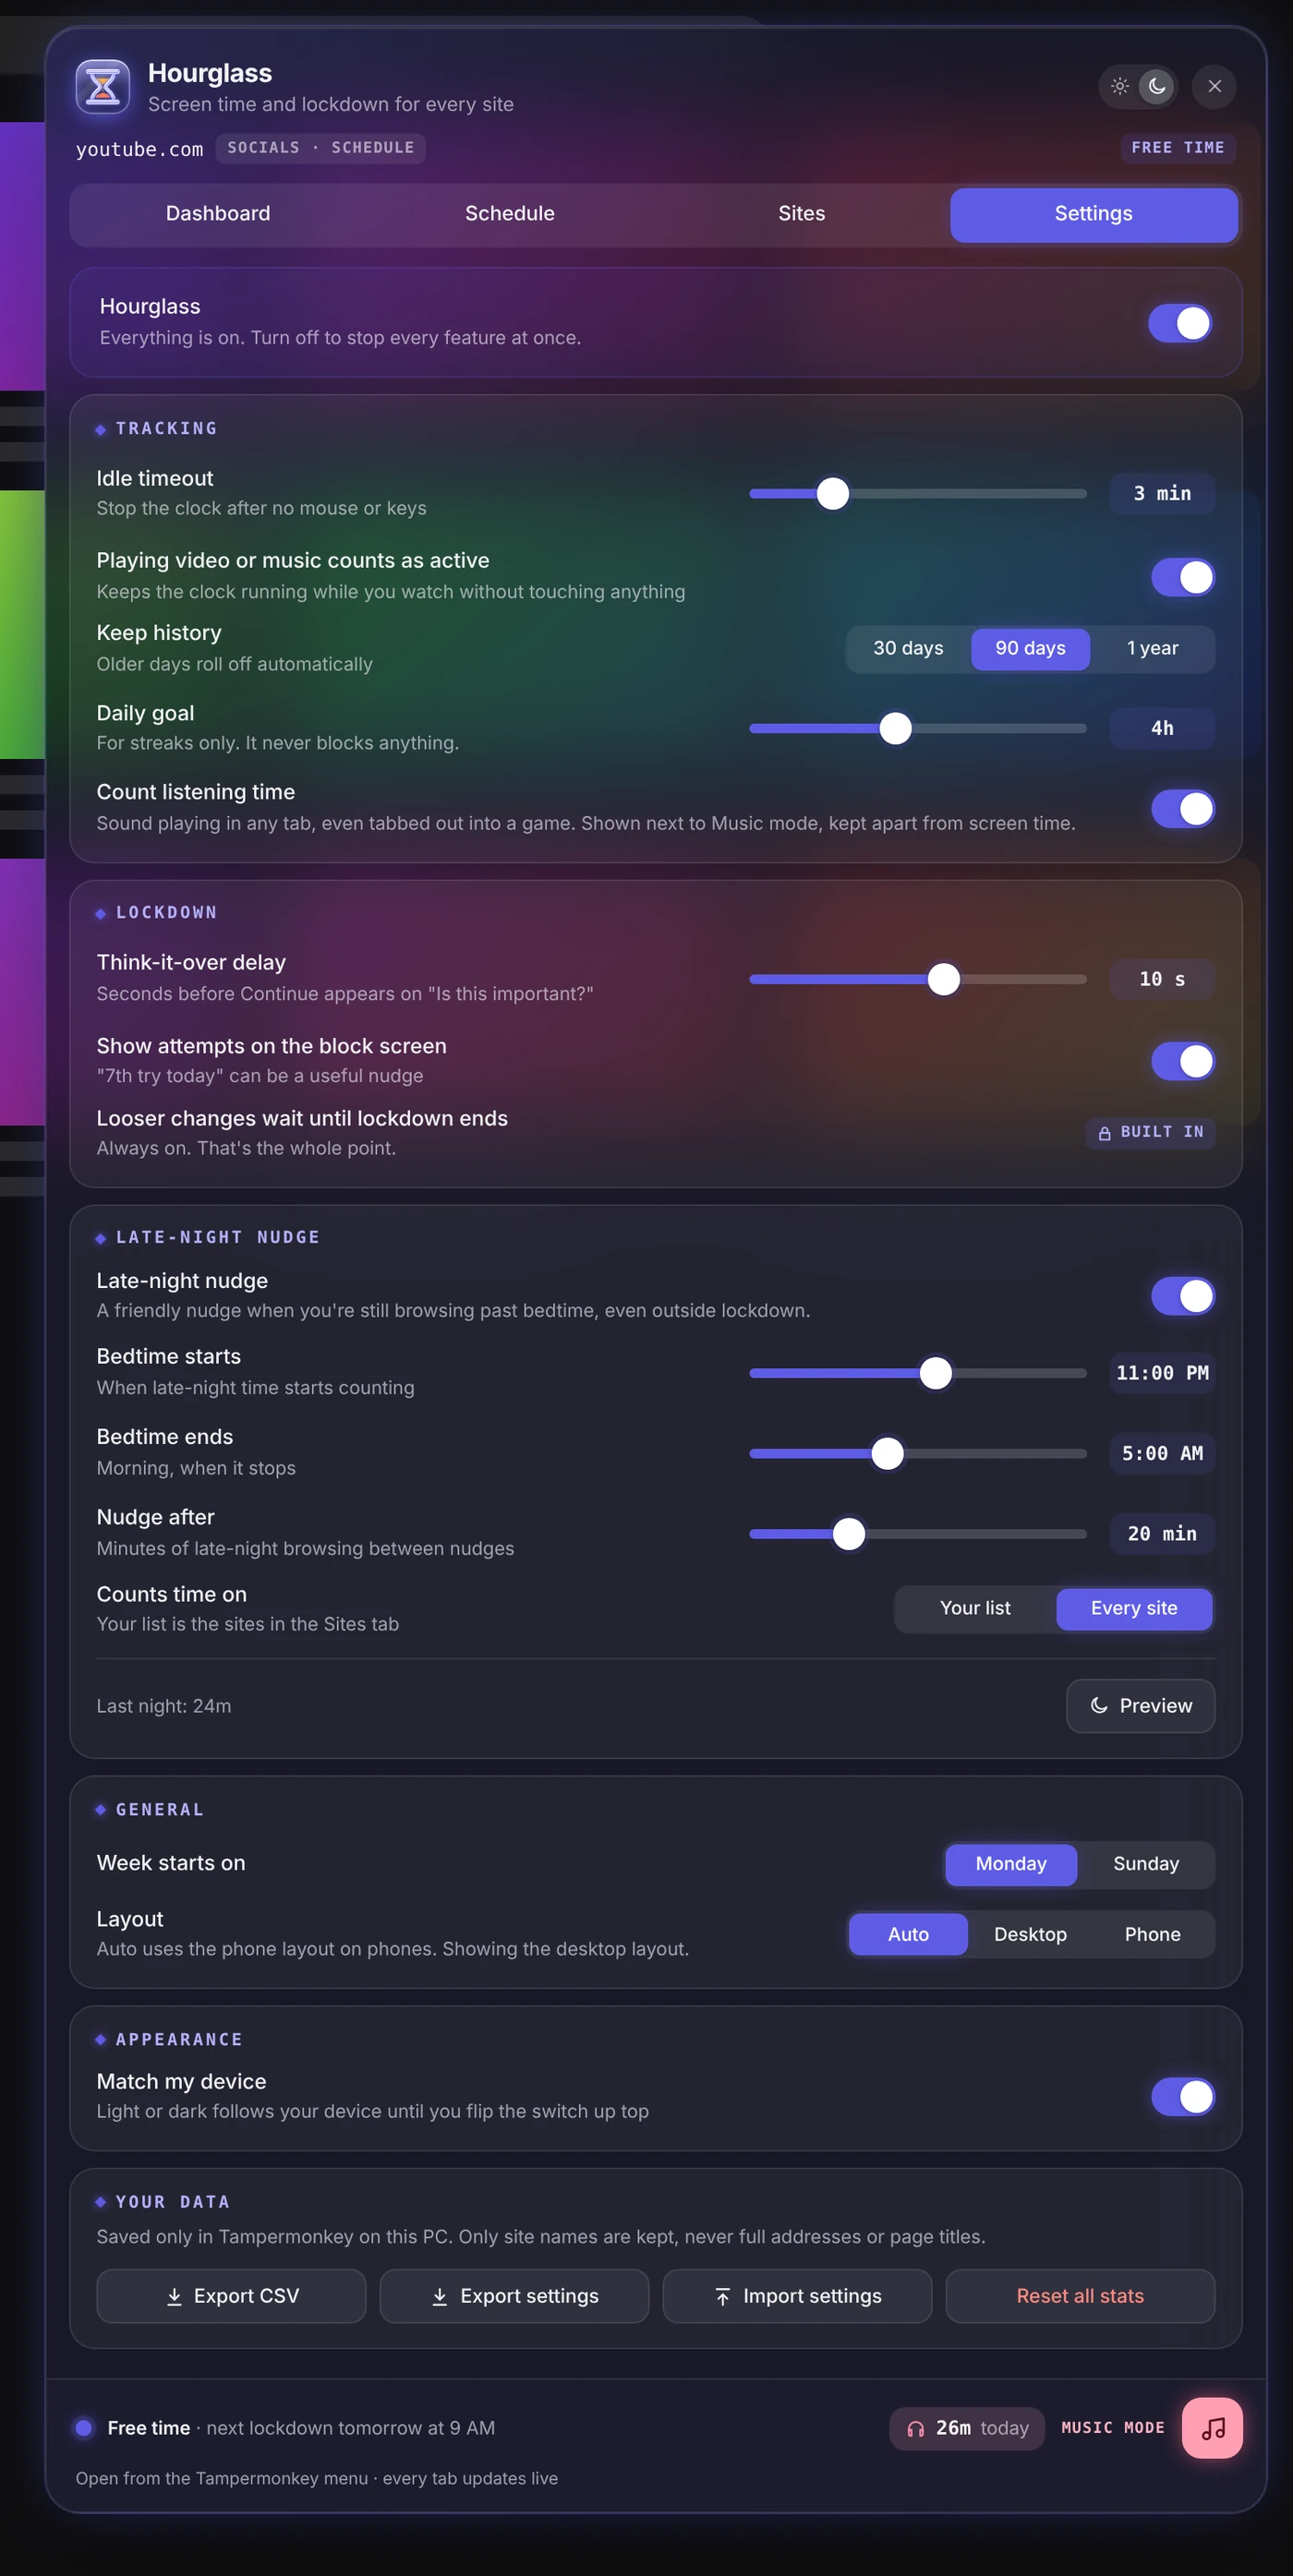 Hourglass
Screen time and lockdown for every site
youtube.com SOCIALS · SCHEDULE FREE TIME
Dashboard Schedule Sites Settings
Hourglass
Everything is on. Turn off to stop every feature at once.
TRACKING
Idle timeout
Stop the clock after no mouse or keys
3 min
Playing video or music counts as active
Keeps the clock running while you watch without touching anything
Keep history
Older days roll off automatically
30 days 90 days 1 year
Daily goal
For streaks only. It never blocks anything.
4h
Count listening time
Sound playing in any tab, even tabbed out into a game. Shown next to Music mode, kept apart from screen time.
LOCKDOWN
Think-it-over delay
Seconds before Continue appears on "Is this important?"
10 s
Show attempts on the block screen
"7th try today" can be a useful nudge
Looser changes wait until lockdown ends
Always on. That's the whole point.
BUILT IN
LATE-NIGHT NUDGE
Late-night nudge
A friendly nudge when you're still browsing past bedtime, even outside lockdown.
Bedtime starts
When late-night time starts counting
11:00 PM
Bedtime ends
Morning, when it stops
5:00 AM
Nudge after
Minutes of late-night browsing between nudges
20 min
Counts time on
Your list is the sites in the Sites tab
Your list Every site
Last night: 24m
Preview
GENERAL
Week starts on
Monday Sunday
Layout
Auto uses the phone layout on phones. Showing the desktop layout.
Auto Desktop Phone
APPEARANCE
Match my device
Light or dark follows your device until you flip the switch up top
YOUR DATA
Saved only in Tampermonkey on this PC. Only site names are kept, never full addresses or page titles.
Export CSV Export settings Import settings Reset all stats
Free time · next lockdown tomorrow at 9 AM
26m today MUSIC MODE
Open from the Tampermonkey menu · every tab updates live